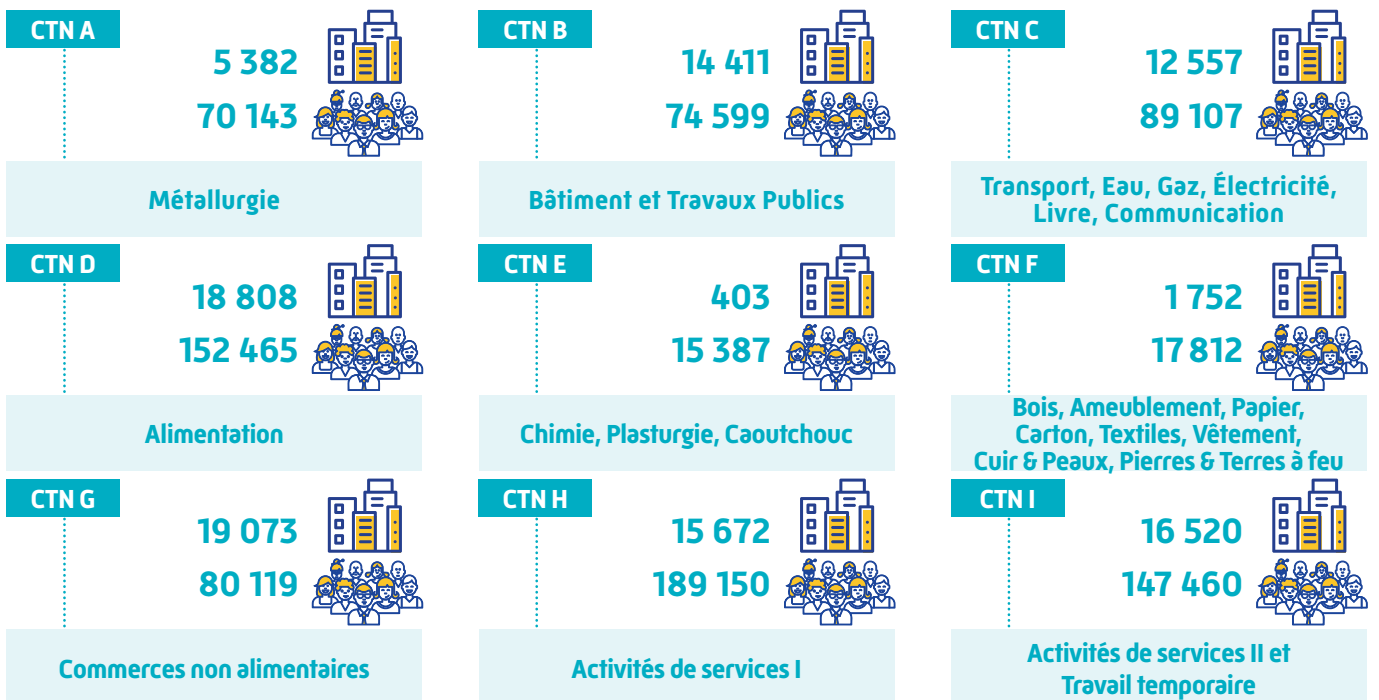 CTN A
5 382
70 143
Métallurgie
CTN B
14 411
74 599
Bâtiment et Travaux Publics
CTN C
12 557
89 107
Transport, Eau, Gaz, Électricité,
Livre, Communication
CTN D
18 808
152 465
Alimentation
CTN E
403
15 387
Chimie, Plasturgie, Caoutchouc
CTN F
1 752
17 812
Bois, Ameublement, Papier,
Carton, Textiles, Vêtement,
Cuir & Peaux, Pierres & Terres à feu
CTN G
19 073
80 119
Commerces non alimentaires
CTN H
15 672
189 150
Activités de services I
CTN I
16 520
147 460
Activités de services II et
Travail temporaire